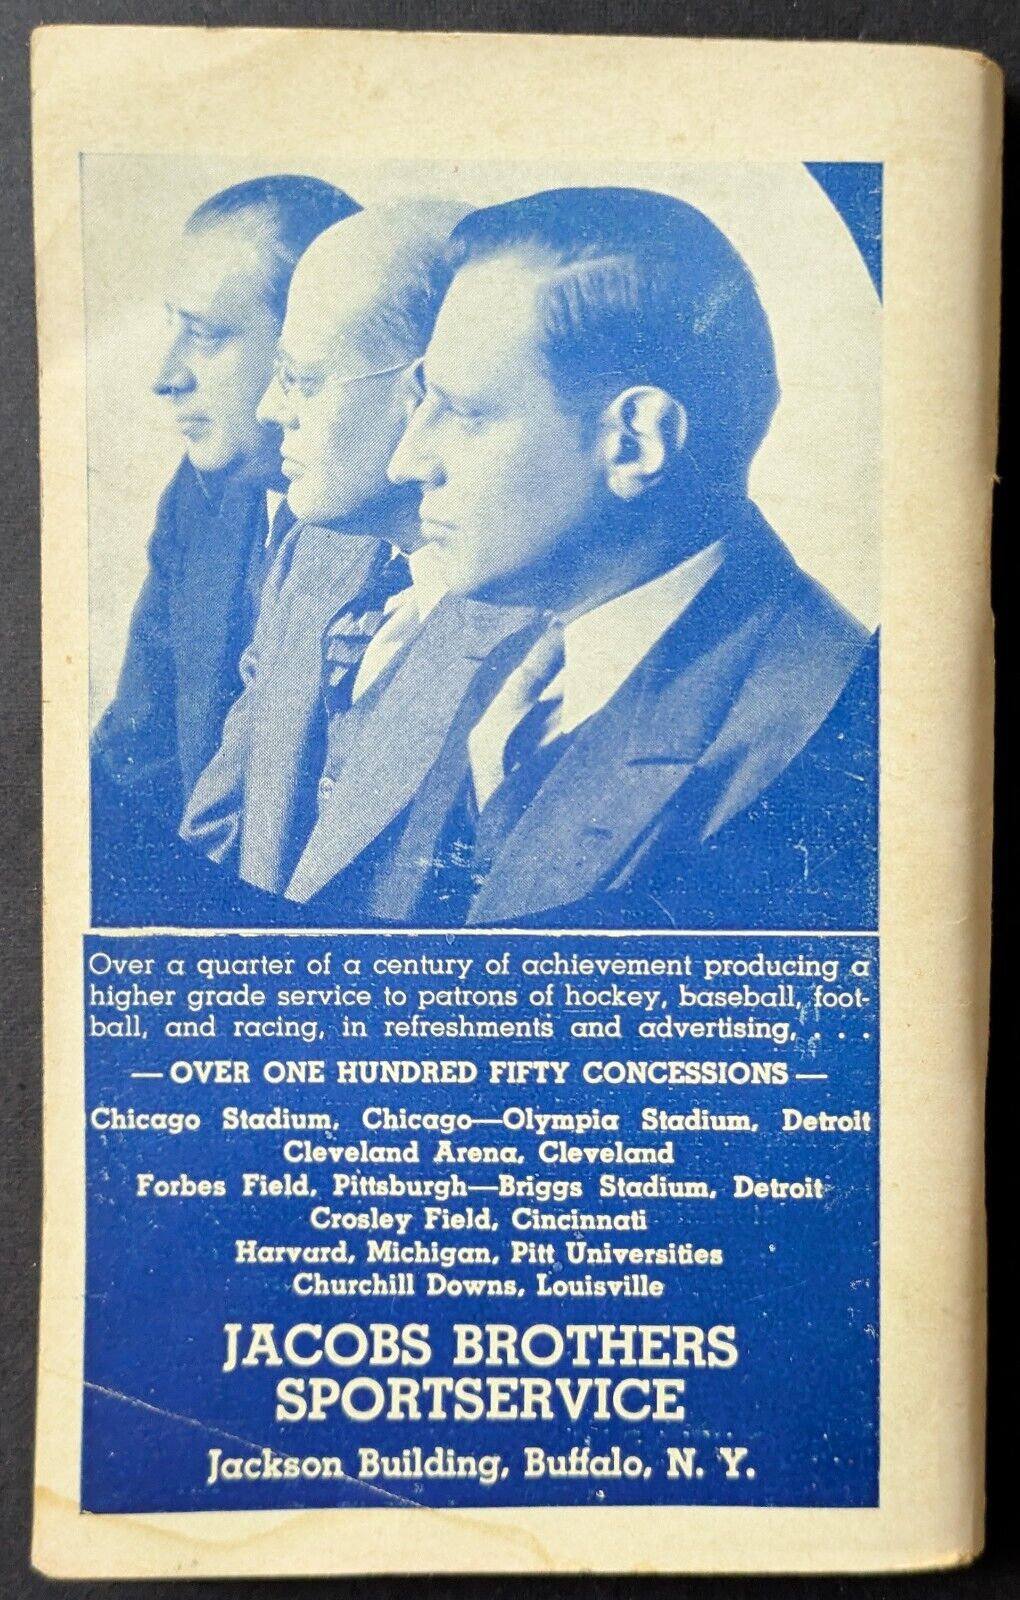 Over a quarter of a century of achievement producing a
higher grade service to patrons of hockey, baseball, foot-
ball, and racing, in refreshments and advertising, . . .
— OVER ONE HUNDRED FIFTY CONCESSIONS —
Chicago Stadium, Chicago—Olympia Stadium, Detroit
Cleveland Arena, Cleveland
Forbes Field, Pittsburgh—Briggs Stadium, Detroit
Crosley Field, Cincinnati
Harvard, Michigan, Pitt Universities
Churchill Downs, Louisville
JACOBS BROTHERS
SPORTSERVICE
Jackson Building, Buffalo, N. Y.